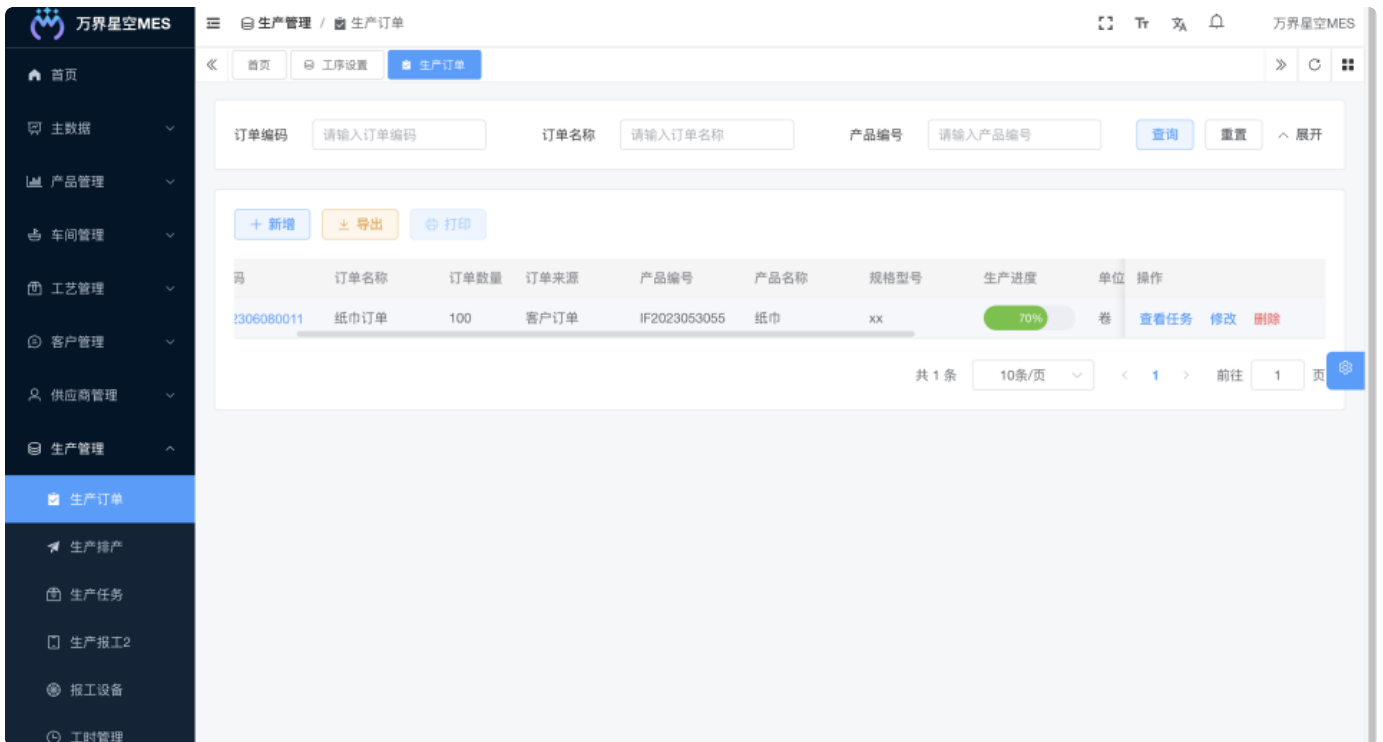 万界星空MES
生产管理 / 生产订单
万界星空MES
首页
工序设置
生产订单
首页
主数据
产品管理
车间管理
工艺管理
客户管理
供应商管理
生产管理
生产订单
生产排产
生产任务
生产报工2
报工设备
工时管理
订单编码 请输入订单编码 订单名称 请输入订单名称 产品编号 请输入产品编号 查询 重置 展开
新增 导出 打印
码 订单名称 订单数量 订单来源 产品编号 产品名称 规格型号 生产进度 单位 操作
2306080011 纸巾订单 100 客户订单 IF2023053055 纸巾 xx 70% 卷 查看任务 修改 删除
共 1 条 10条/页 1 前往 1 页